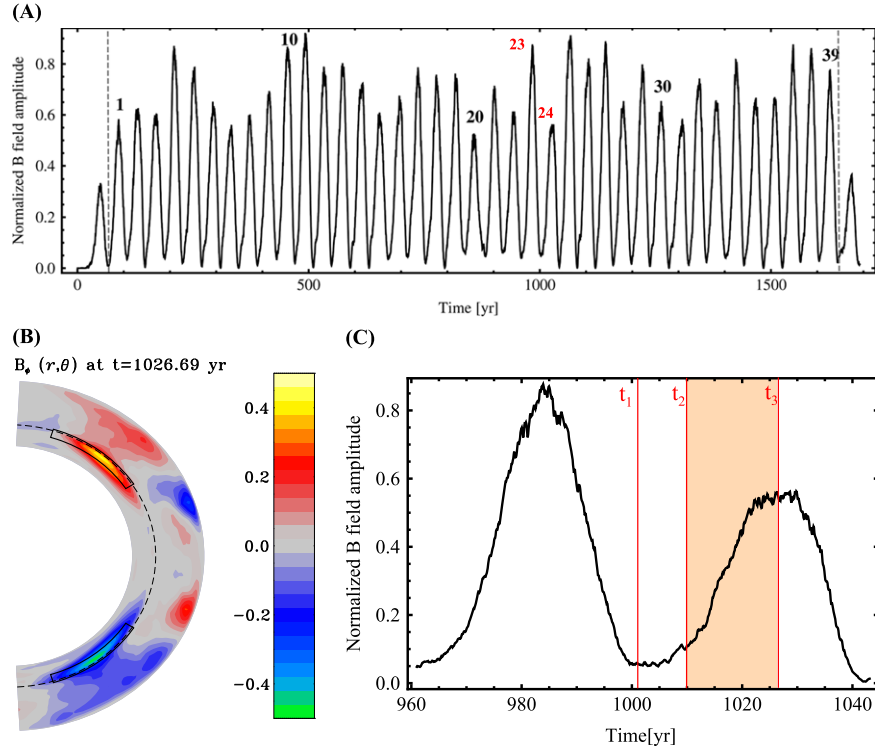 (A)
Normalized B field amplitude
0.8
0.6
0.4
0.2
0.0
1
10
20
23
24
30
39
0
500
1000
1500
Time [yr]
(B)
Bϕ (r,θ) at t=1026.69 yr
0.4
0.2
0.0
−0.2
−0.4
(C)
Normalized B field amplitude
0.8
0.6
0.4
0.2
0.0
t1
t2
t3
960
980
1000
1020
1040
Time[yr]